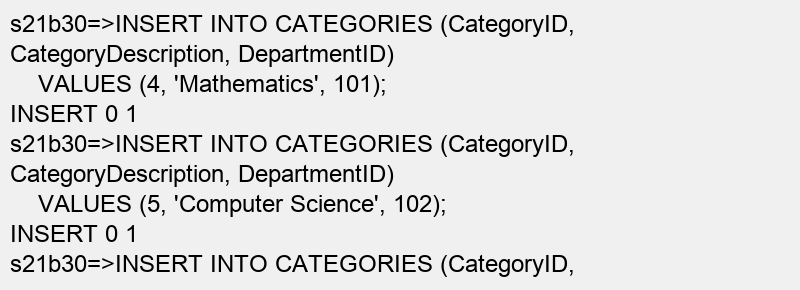 s21b30=>INSERT INTO CATEGORIES (CategoryID,
CategoryDescription, DepartmentID)
    VALUES (4, 'Mathematics', 101);
INSERT 0 1
s21b30=>INSERT INTO CATEGORIES (CategoryID,
CategoryDescription, DepartmentID)
    VALUES (5, 'Computer Science', 102);
INSERT 0 1
s21b30=>INSERT INTO CATEGORIES (CategoryID,